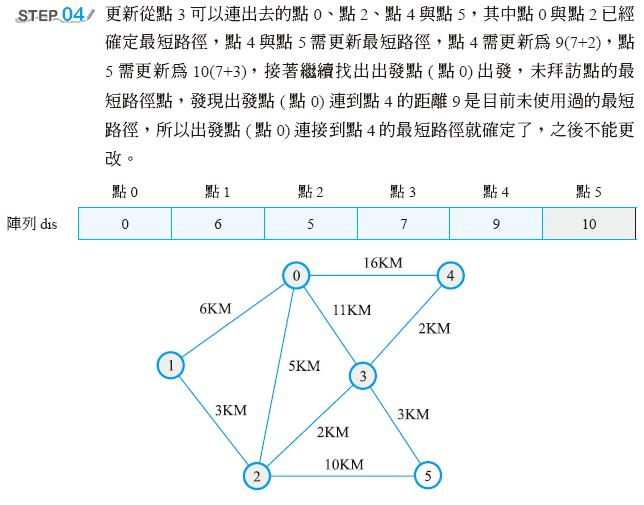 STEP 04 更新從點 3 可以連出去的點 0、點 2、點 4 與點 5，其中點 0 與點 2 已經
確定最短路徑，點 4 與點 5 需更新最短路徑，點 4 需更新為 9(7+2)，點
5 需更新為 10(7+3)，接著繼續找出出發點 ( 點 0) 出發，未拜訪點的最
短路徑點，發現出發點 ( 點 0) 連到點 4 的距離 9 是目前未使用過的最短
路徑，所以出發點 ( 點 0) 連接到點 4 的最短路徑就確定了，之後不能更
改。
點 0 點 1 點 2 點 3 點 4 點 5
陣列 dis 0 6 5 7 9 10
16KM
0 4
6KM 11KM
2KM
1 5KM 3
3KM 3KM
2KM
10KM
2 5